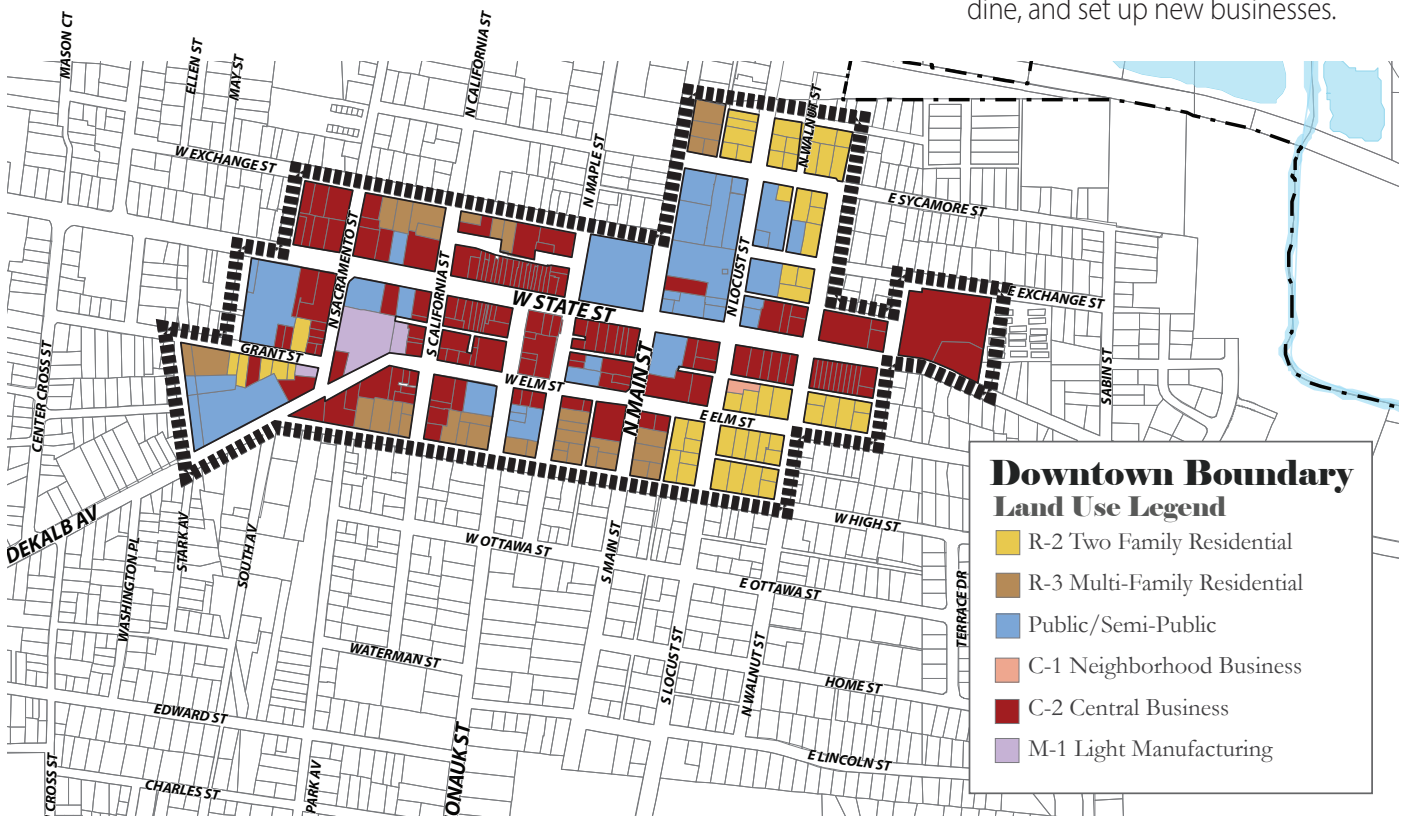 dine, and set up new businesses.
MASON CT
ELLEN ST
MAY ST
N CALIFORNIA ST
N MAPLE ST
N WALNUT ST
W EXCHANGE ST
E SYCAMORE ST
N SACRAMENTO ST
S CALIFORNIA ST
N LOCUST ST
E EXCHANGE ST
W STATE ST
GRANT ST
CENTER CROSS ST
N MAIN ST
SABIN ST
W ELM ST
E ELM ST
DEKALB AV
STARK AV
SOUTH AV
WASHINGTON PL
W HIGH ST
W OTTAWA ST
S MAIN ST
E OTTAWA ST
TERRACE DR
WATERMAN ST
S LOCUST ST
N WALNUT ST
HOME ST
EDWARD ST
E LINCOLN ST
CROSS ST
CHARLES ST
PARK AV
ONAUK ST
Downtown Boundary
Land Use Legend
R-2 Two Family Residential
R-3 Multi-Family Residential
Public/Semi-Public
C-1 Neighborhood Business
C-2 Central Business
M-1 Light Manufacturing